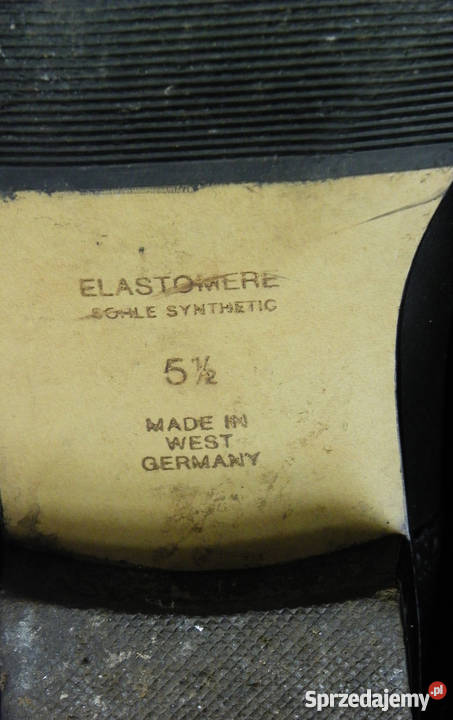 ELASTOMERE
SOHLE SYNTHETIC
5½
MADE IN
WEST
GERMANY
Sprzedajemy.pl